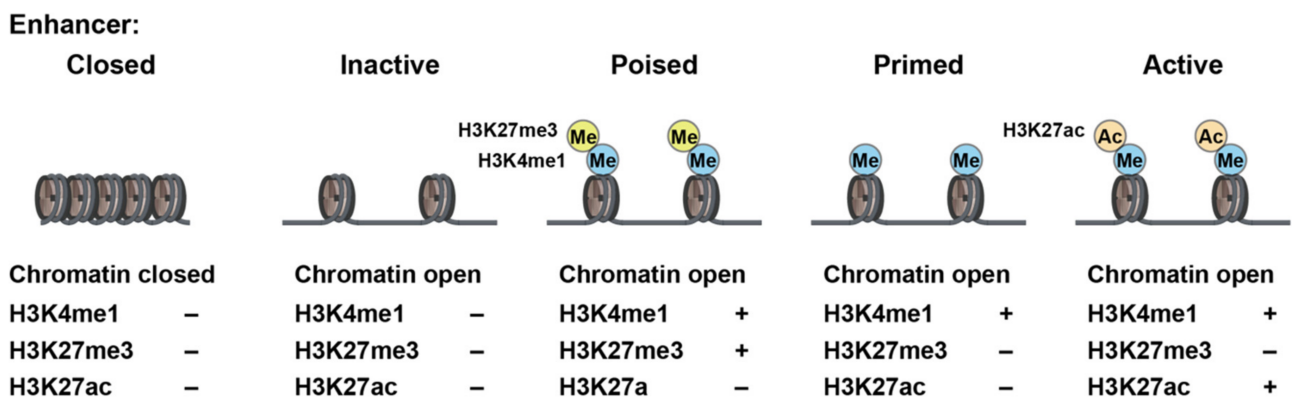 Enhancer:
Closed Inactive Poised Primed Active
H3K27me3 Me Me H3K27ac Ac Ac
H3K4me1 Me Me Me Me Me Me
Chromatin closed Chromatin open Chromatin open Chromatin open Chromatin open
H3K4me1 – H3K4me1 – H3K4me1 + H3K4me1 + H3K4me1 +
H3K27me3 – H3K27me3 – H3K27me3 + H3K27me3 – H3K27me3 –
H3K27ac – H3K27ac – H3K27a – H3K27ac – H3K27ac +